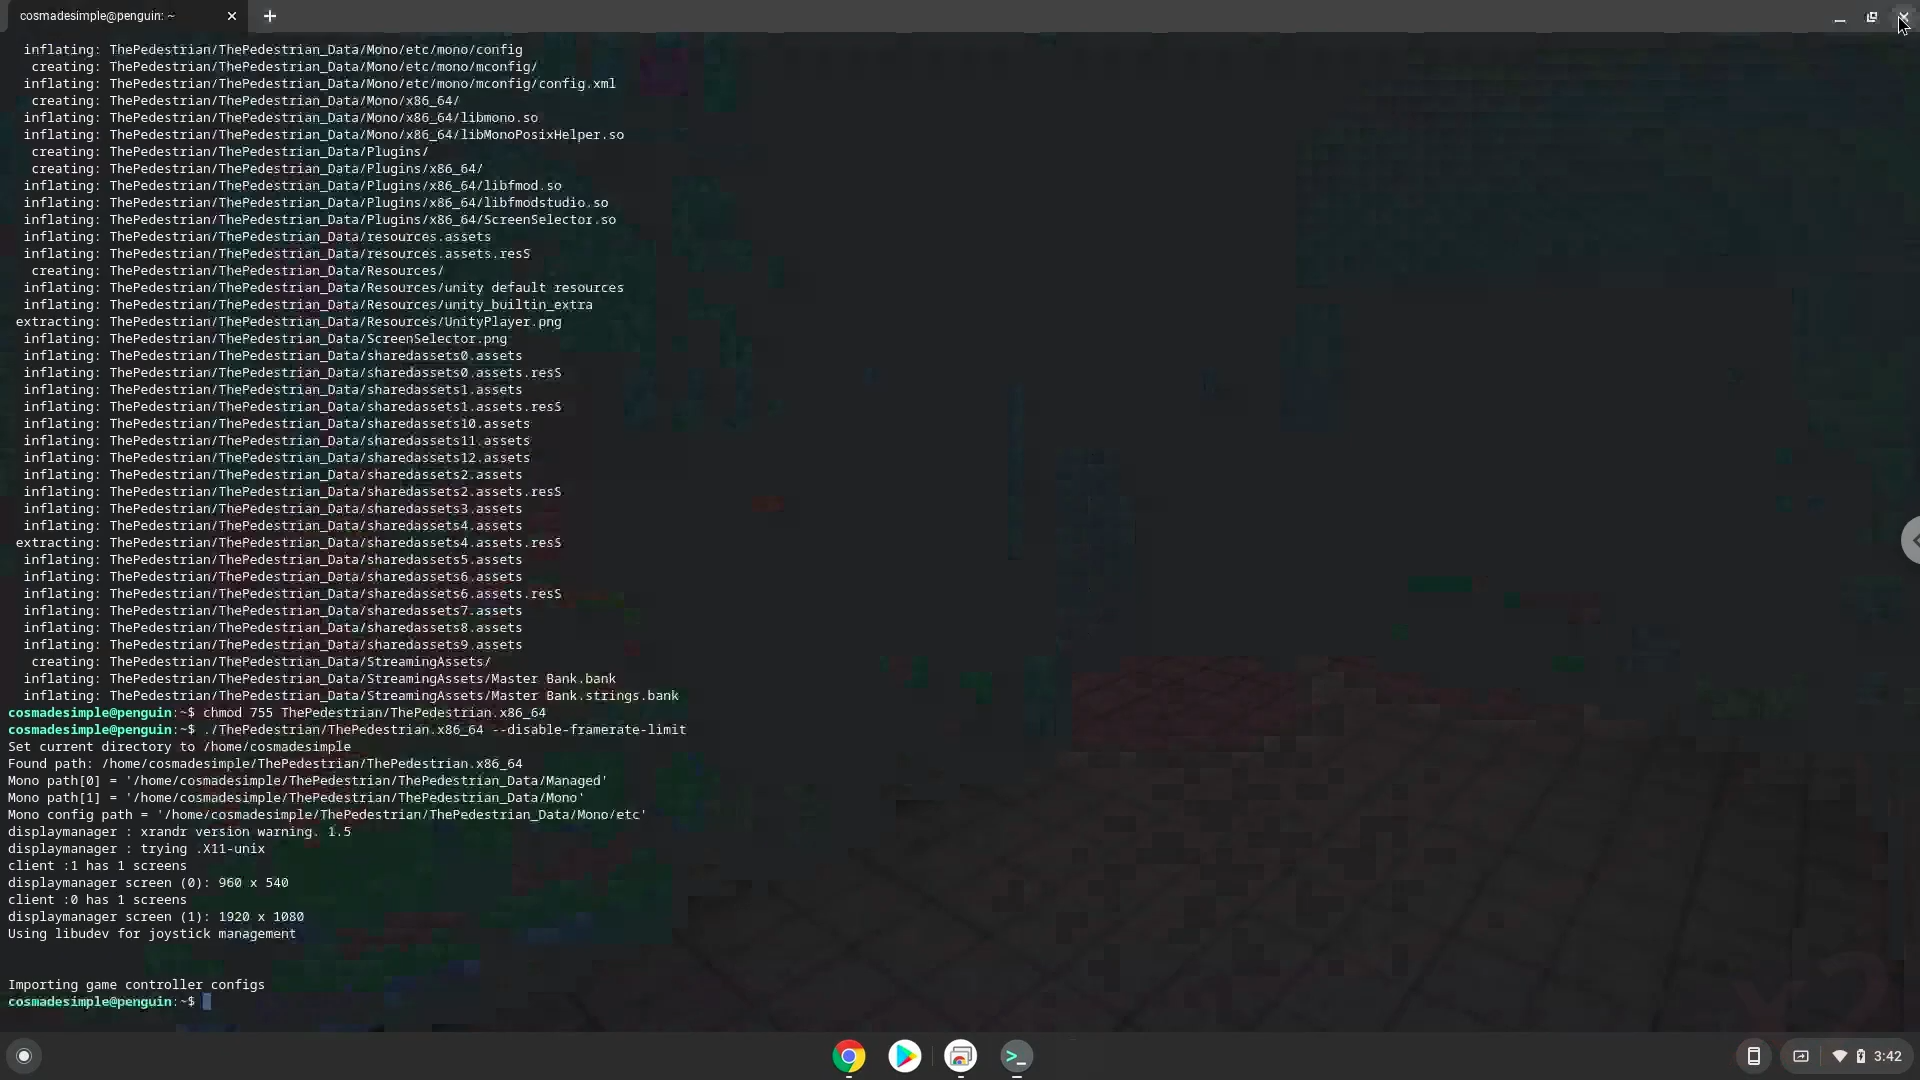 cosmadesimple@penguin: ~
inflating: ThePedestrian/ThePedestrian_Data/Mono/etc/mono/config
creating: ThePedestrian/ThePedestrian_Data/Mono/etc/mono/mconfig/
inflating: ThePedestrian/ThePedestrian_Data/Mono/etc/mono/mconfig/config.xml
creating: ThePedestrian/ThePedestrian_Data/Mono/x86_64/
inflating: ThePedestrian/ThePedestrian_Data/Mono/x86_64/libmono.so
inflating: ThePedestrian/ThePedestrian_Data/Mono/x86_64/libMonoPosixHelper.so
creating: ThePedestrian/ThePedestrian_Data/Plugins/
creating: ThePedestrian/ThePedestrian_Data/Plugins/x86_64/
inflating: ThePedestrian/ThePedestrian_Data/Plugins/x86_64/libfmod.so
inflating: ThePedestrian/ThePedestrian_Data/Plugins/x86_64/libfmodstudio.so
inflating: ThePedestrian/ThePedestrian_Data/Plugins/x86_64/ScreenSelector.so
inflating: ThePedestrian/ThePedestrian_Data/resources.assets
inflating: ThePedestrian/ThePedestrian_Data/resources.assets.resS
creating: ThePedestrian/ThePedestrian_Data/Resources/
inflating: ThePedestrian/ThePedestrian_Data/Resources/unity default resources
inflating: ThePedestrian/ThePedestrian_Data/Resources/unity_builtin_extra
extracting: ThePedestrian/ThePedestrian_Data/Resources/UnityPlayer.png
inflating: ThePedestrian/ThePedestrian_Data/ScreenSelector.png
inflating: ThePedestrian/ThePedestrian_Data/sharedassets0.assets
inflating: ThePedestrian/ThePedestrian_Data/sharedassets0.assets.resS
inflating: ThePedestrian/ThePedestrian_Data/sharedassets1.assets
inflating: ThePedestrian/ThePedestrian_Data/sharedassets1.assets.resS
inflating: ThePedestrian/ThePedestrian_Data/sharedassets10.assets
inflating: ThePedestrian/ThePedestrian_Data/sharedassets11.assets
inflating: ThePedestrian/ThePedestrian_Data/sharedassets12.assets
inflating: ThePedestrian/ThePedestrian_Data/sharedassets2.assets
inflating: ThePedestrian/ThePedestrian_Data/sharedassets2.assets.resS
inflating: ThePedestrian/ThePedestrian_Data/sharedassets3.assets
inflating: ThePedestrian/ThePedestrian_Data/sharedassets4.assets
extracting: ThePedestrian/ThePedestrian_Data/sharedassets4.assets.resS
inflating: ThePedestrian/ThePedestrian_Data/sharedassets5.assets
inflating: ThePedestrian/ThePedestrian_Data/sharedassets6.assets
inflating: ThePedestrian/ThePedestrian_Data/sharedassets6.assets.resS
inflating: ThePedestrian/ThePedestrian_Data/sharedassets7.assets
inflating: ThePedestrian/ThePedestrian_Data/sharedassets8.assets
inflating: ThePedestrian/ThePedestrian_Data/sharedassets9.assets
creating: ThePedestrian/ThePedestrian_Data/StreamingAssets/
inflating: ThePedestrian/ThePedestrian_Data/StreamingAssets/Master Bank.bank
inflating: ThePedestrian/ThePedestrian_Data/StreamingAssets/Master Bank.strings.bank
cosmadesimple@penguin:~$ chmod 755 ThePedestrian/ThePedestrian.x86_64
cosmadesimple@penguin:~$ ./ThePedestrian/ThePedestrian.x86_64 --disable-framerate-limit
Set current directory to /home/cosmadesimple
Found path: /home/cosmadesimple/ThePedestrian/ThePedestrian.x86_64
Mono path[0] = '/home/cosmadesimple/ThePedestrian/ThePedestrian_Data/Managed'
Mono path[1] = '/home/cosmadesimple/ThePedestrian/ThePedestrian_Data/Mono'
Mono config path = '/home/cosmadesimple/ThePedestrian/ThePedestrian_Data/Mono/etc'
displaymanager : xrandr version warning. 1.5
displaymanager : trying .X11-unix
client :1 has 1 screens
displaymanager screen (0): 960 x 540
client :0 has 1 screens
displaymanager screen (1): 1920 x 1080
Using libudev for joystick management
Importing game controller configs
cosmadesimple@penguin:~$
3:42